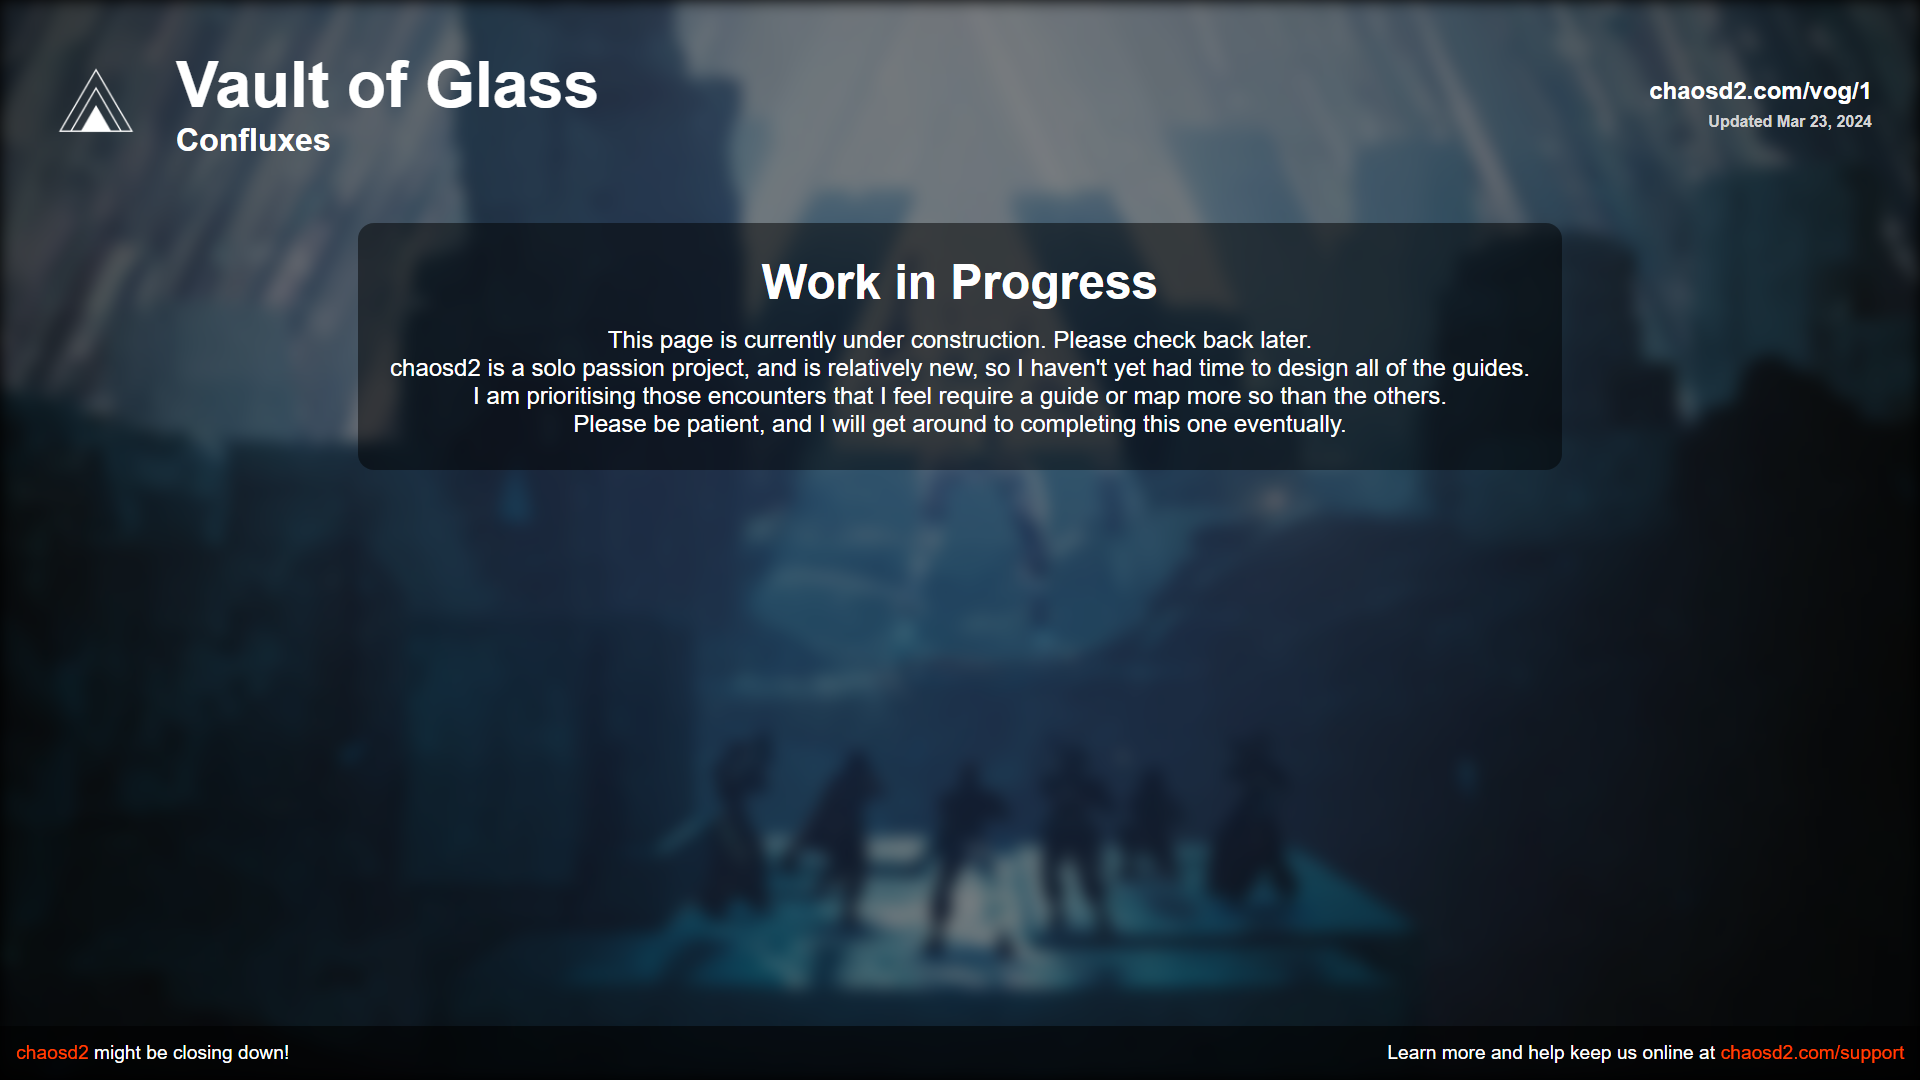 Vault of Glass
Confluxes
chaosd2.com/vog/1
Updated Mar 23, 2024
Work in Progress
This page is currently under construction. Please check back later.
chaosd2 is a solo passion project, and is relatively new, so I haven't yet had time to design all of the guides.
I am prioritising those encounters that I feel require a guide or map more so than the others.
Please be patient, and I will get around to completing this one eventually.
chaosd2 might be closing down!
Learn more and help keep us online at chaosd2.com/support